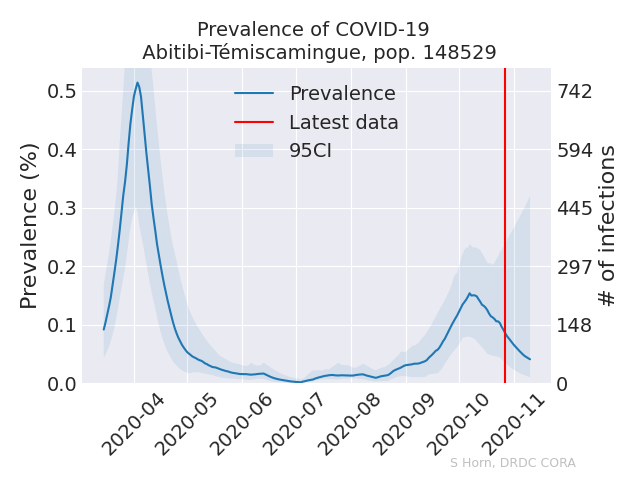 Prevalence of COVID-19
Abitibi-Témiscamingue, pop. 148529
Prevalence (%)
0.5
0.4
0.3
0.2
0.1
0.0
Prevalence
Latest data
95CI
742
594
445
297
148
0
# of infections
2020-04
2020-05
2020-06
2020-07
2020-08
2020-09
2020-10
2020-11
S Horn, DRDC CORA